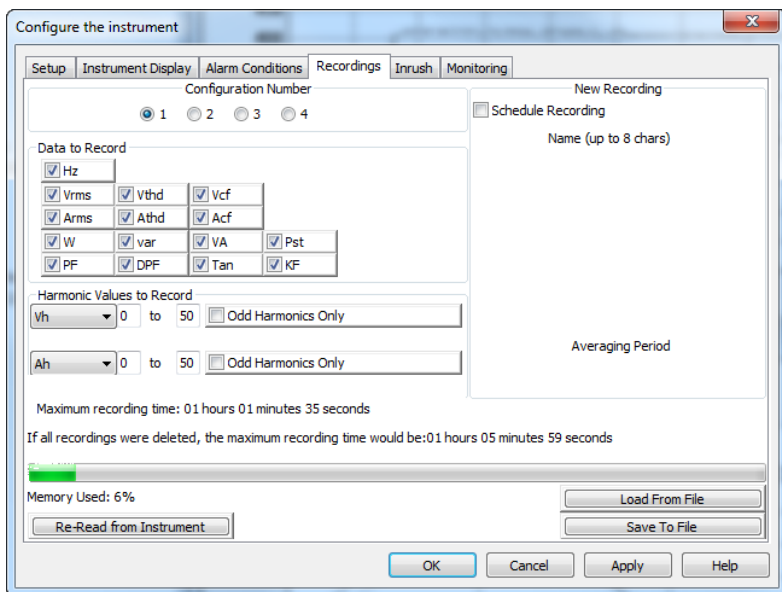 Configure the instrument
Setup Instrument Display Alarm Conditions Recordings Inrush Monitoring
Configuration Number
1 2 3 4
Data to Record
Hz
Vrms Vthd Vcf
Arms Athd Acf
W var VA Pst
PF DPF Tan KF
Harmonic Values to Record
Vh 0 to 50 Odd Harmonics Only
Ah 0 to 50 Odd Harmonics Only
New Recording
Schedule Recording
Name (up to 8 chars)
Averaging Period
Maximum recording time: 01 hours 01 minutes 35 seconds
If all recordings were deleted, the maximum recording time would be:01 hours 05 minutes 59 seconds
Memory Used: 6%
Load From File
Re-Read from Instrument
Save To File
OK Cancel Apply Help